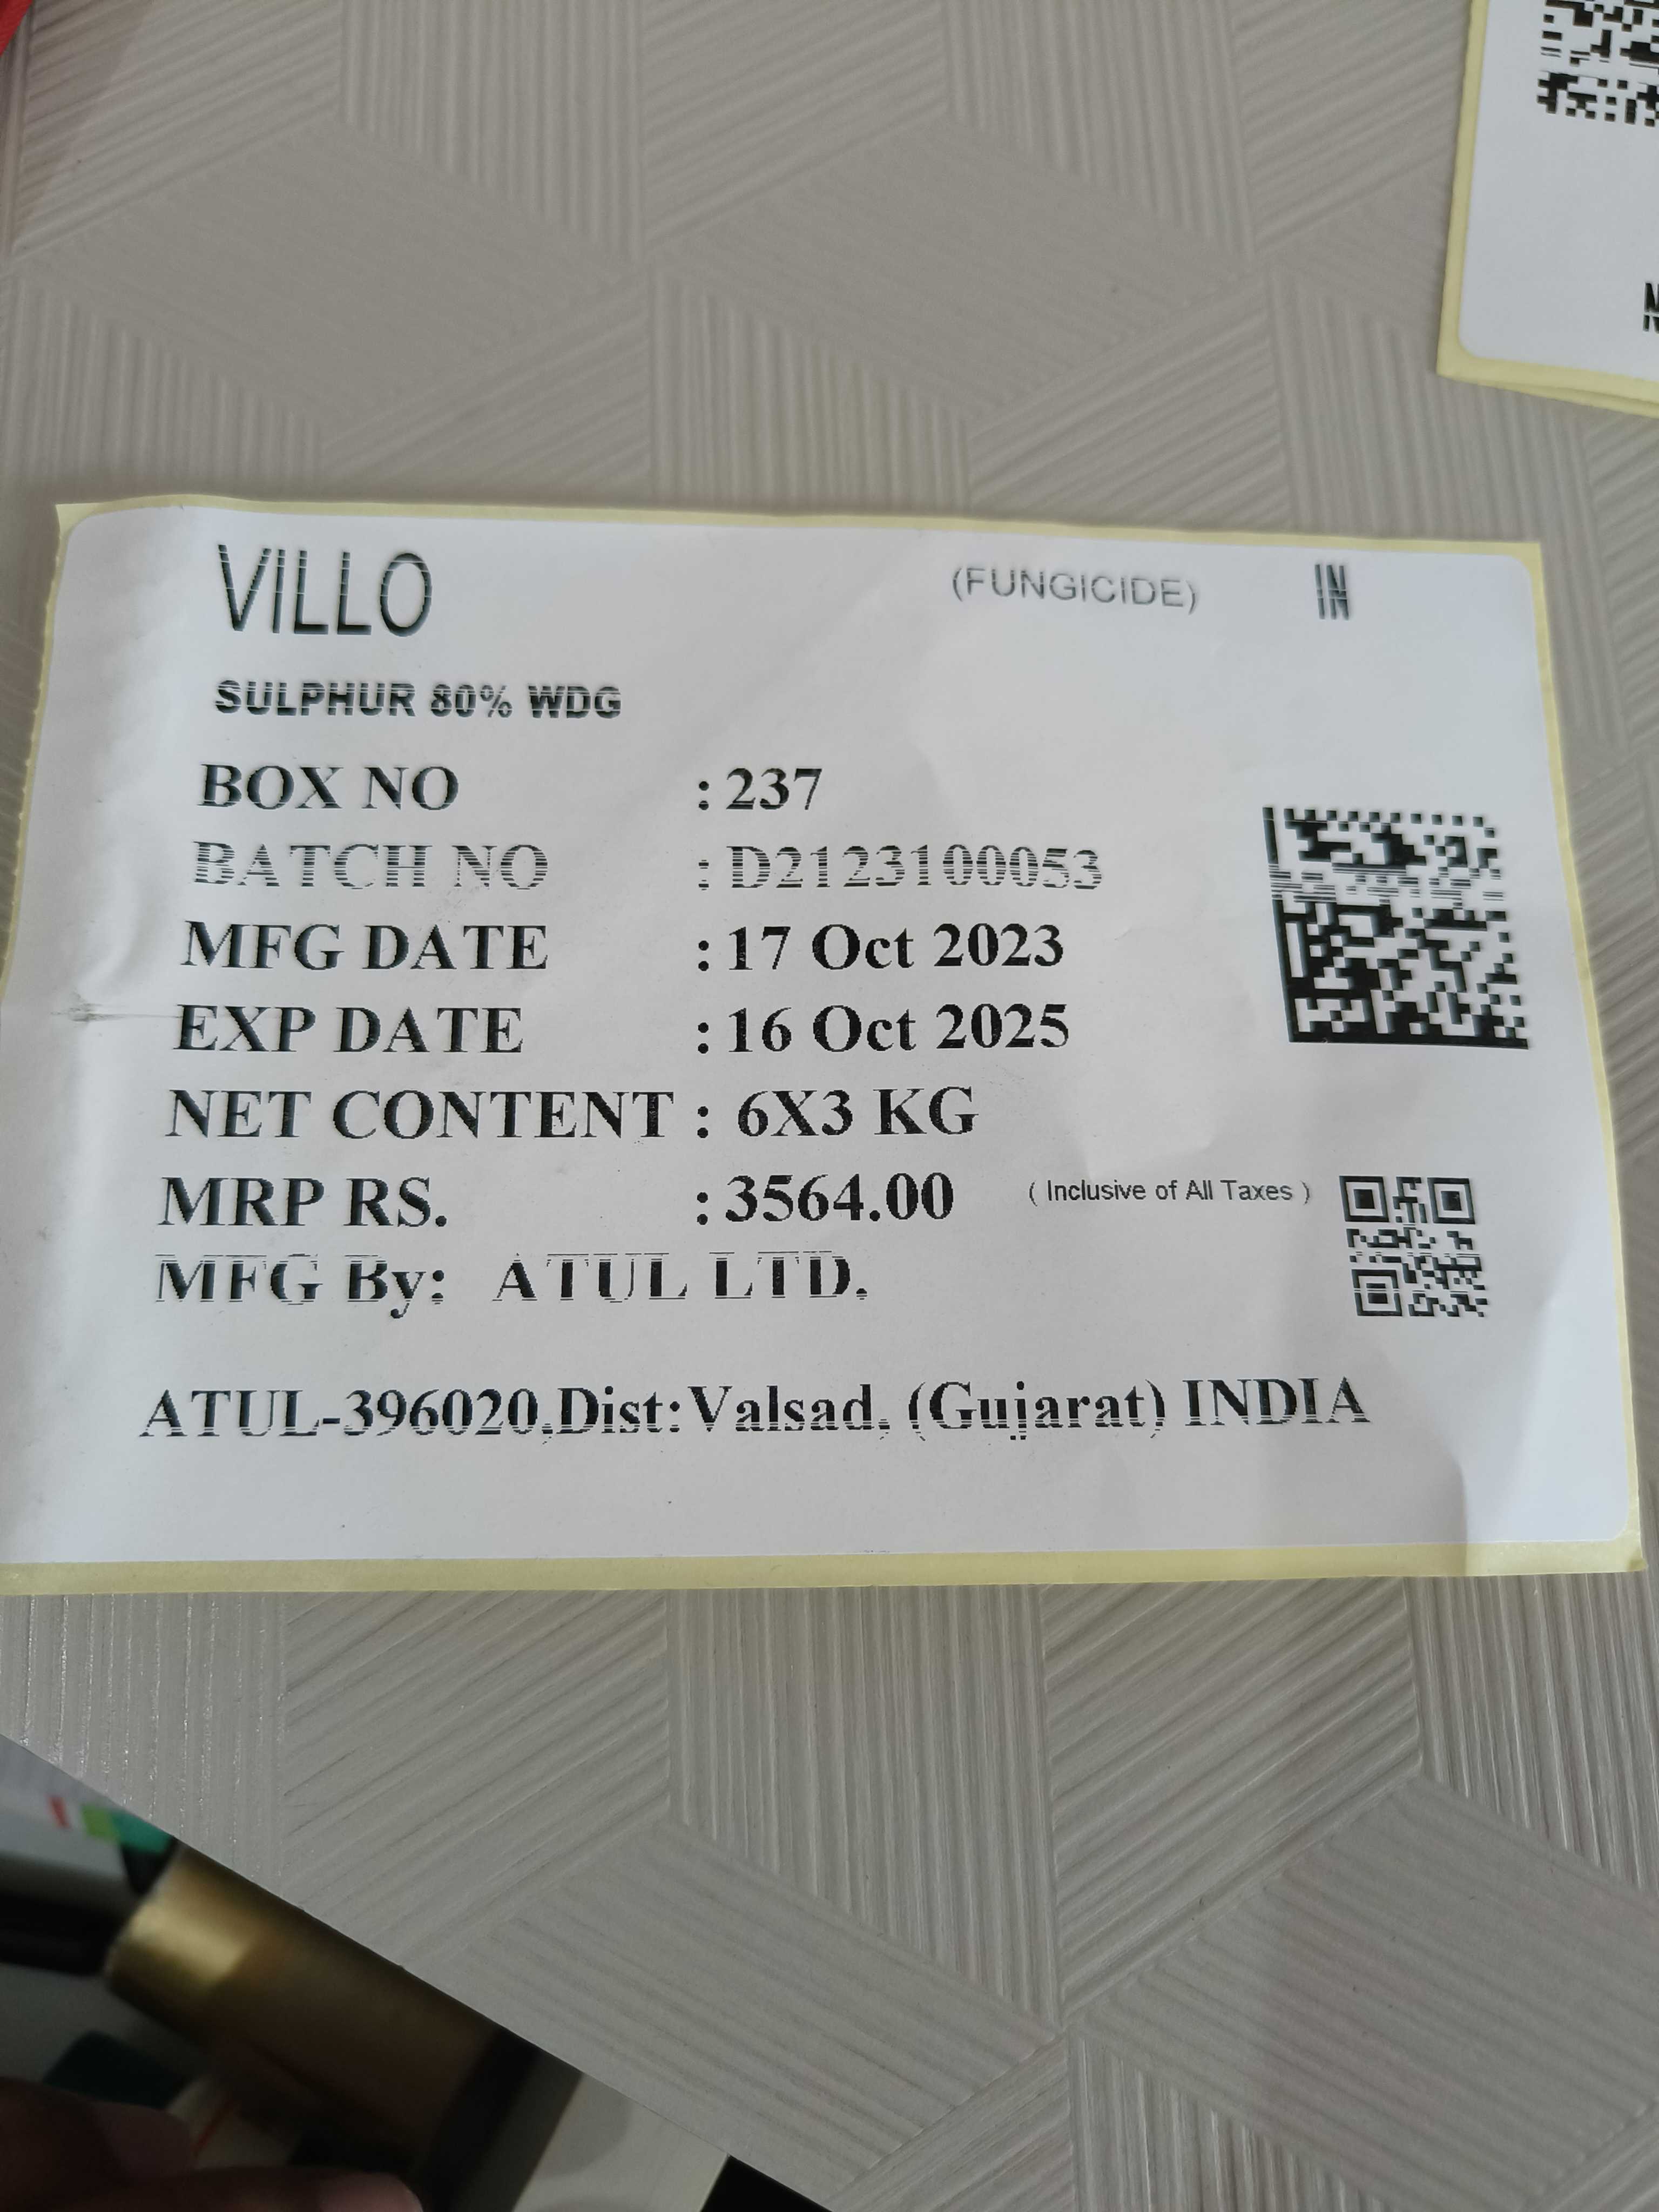 VILLO (FUNGICIDE) IN
SULPHUR 80% WDG
BOX NO : 237
BATCH NO : D2123100053
MFG DATE : 17 Oct 2023
EXP DATE : 16 Oct 2025
NET CONTENT : 6X3 KG
MRP RS. : 3564.00 ( Inclusive of All Taxes )
MFG By: ATUL LTD.
ATUL-396020,Dist:Valsad, (Gujarat) INDIA